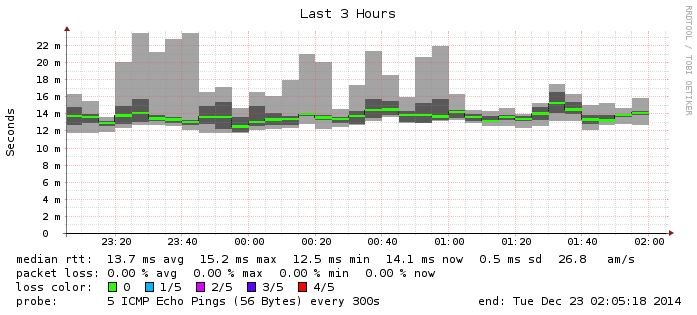 Last 3 Hours
RRDTOOL / TOBI OETIKER
Seconds
22 m
20 m
18 m
16 m
14 m
12 m
10 m
8 m
6 m
4 m
2 m
0
23:20 23:40 00:00 00:20 00:40 01:00 01:20 01:40 02:00
median rtt: 13.7 ms avg 15.2 ms max 12.5 ms min 14.1 ms now 0.5 ms sd 26.8 am/s
packet loss: 0.00 % avg 0.00 % max 0.00 % min 0.00 % now
loss color: 0 1/5 2/5 3/5 4/5
probe: 5 ICMP Echo Pings (56 Bytes) every 300s end: Tue Dec 23 02:05:18 2014